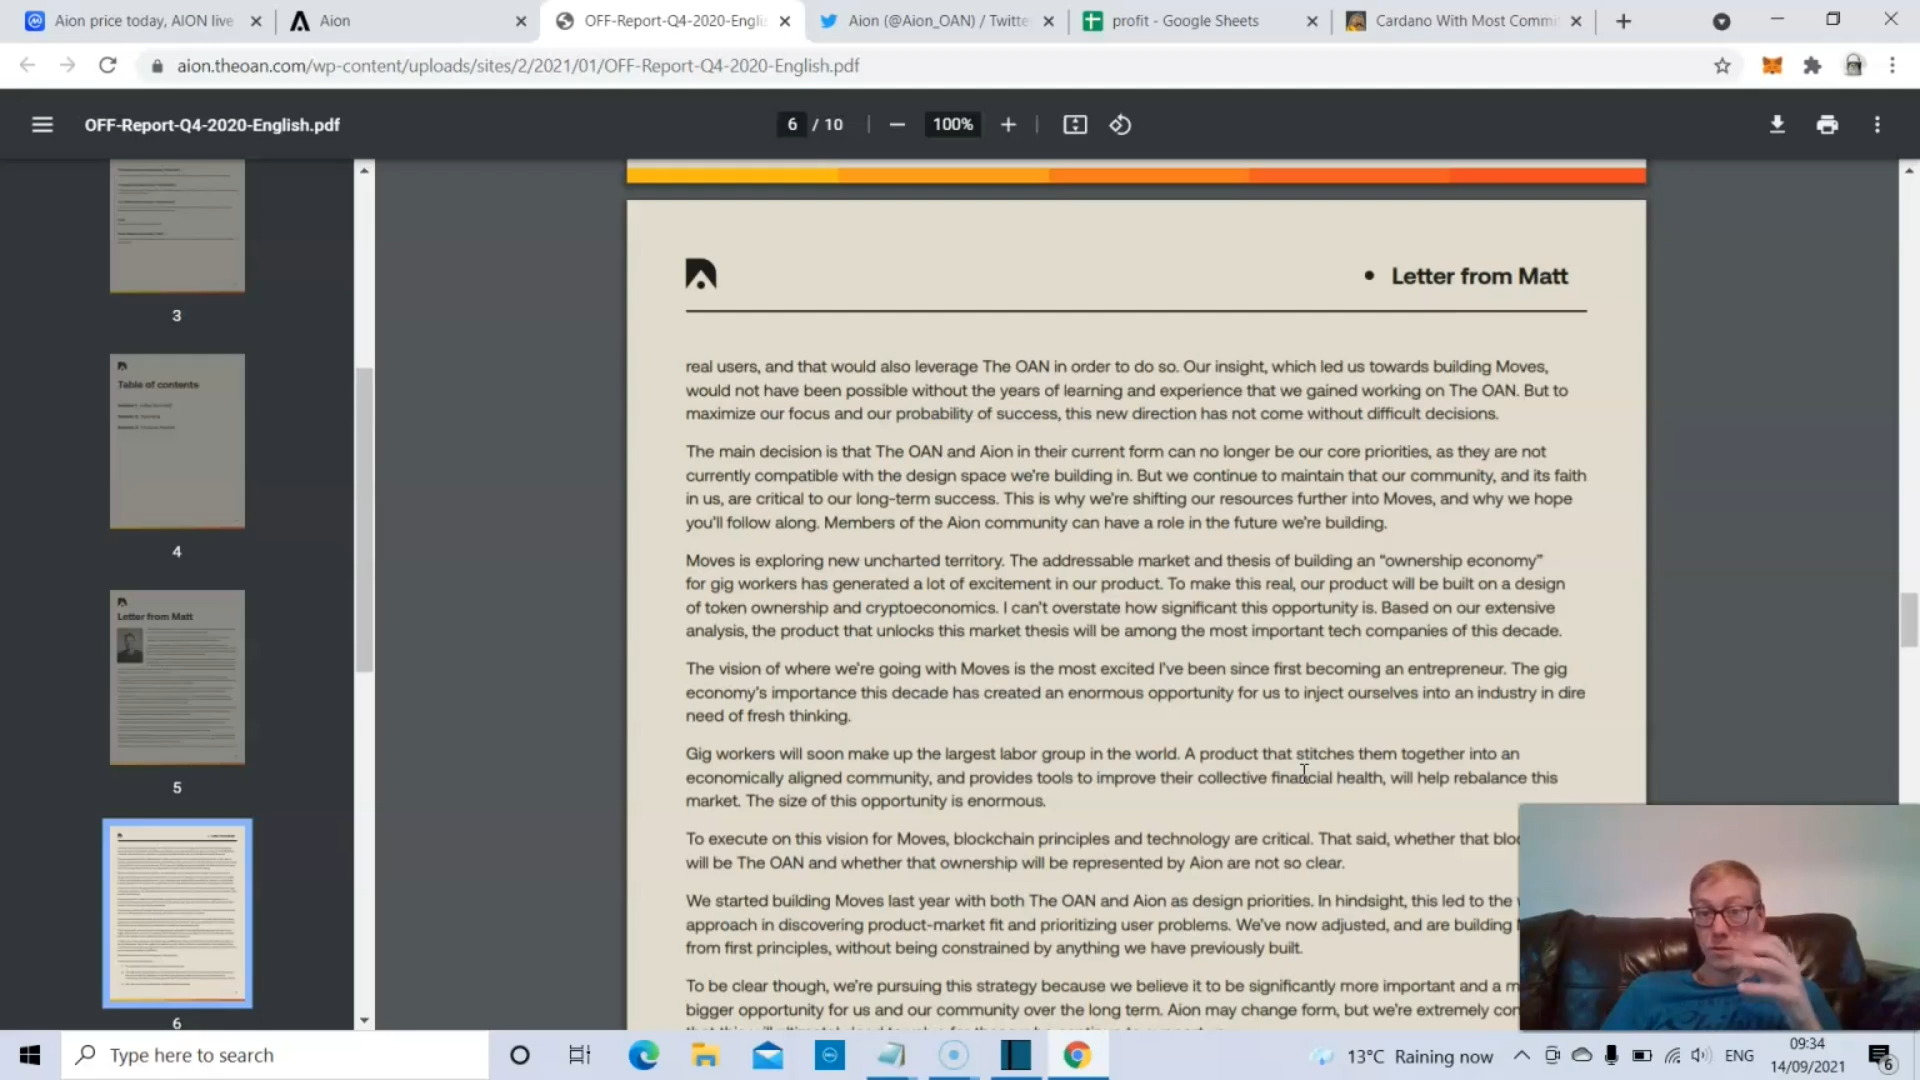 Aion price today, AION live
Aion
OFF-Report-Q4-2020-Engli
Aion (@Aion_OAN) / Twitte
profit - Google Sheets
Cardano With Most Commi
aion.theoan.com/wp-content/uploads/sites/2/2021/01/OFF-Report-Q4-2020-English.pdf
OFF-Report-Q4-2020-English.pdf
6 / 10
100%
3
Table of contents
4
Letter from Matt
5
6
• Letter from Matt
real users, and that would also leverage The OAN in order to do so. Our insight, which led us towards building Moves,
would not have been possible without the years of learning and experience that we gained working on The OAN. But to
maximize our focus and our probability of success, this new direction has not come without difficult decisions.
The main decision is that The OAN and Aion in their current form can no longer be our core priorities, as they are not
currently compatible with the design space we're building in. But we continue to maintain that our community, and its faith
in us, are critical to our long-term success. This is why we're shifting our resources further into Moves, and why we hope
you'll follow along. Members of the Aion community can have a role in the future we're building.
Moves is exploring new uncharted territory. The addressable market and thesis of building an “ownership economy”
for gig workers has generated a lot of excitement in our product. To make this real, our product will be built on a design
of token ownership and cryptoeconomics. I can't overstate how significant this opportunity is. Based on our extensive
analysis, the product that unlocks this market thesis will be among the most important tech companies of this decade.
The vision of where we're going with Moves is the most excited I've been since first becoming an entrepreneur. The gig
economy's importance this decade has created an enormous opportunity for us to inject ourselves into an industry in dire
need of fresh thinking.
Gig workers will soon make up the largest labor group in the world. A product that stitches them together into an
economically aligned community, and provides tools to improve their collective financial health, will help rebalance this
market. The size of this opportunity is enormous.
To execute on this vision for Moves, blockchain principles and technology are critical. That said, whether that bloc
will be The OAN and whether that ownership will be represented by Aion are not so clear.
We started building Moves last year with both The OAN and Aion as design priorities. In hindsight, this led to the
approach in discovering product-market fit and prioritizing user problems. We've now adjusted, and are building
from first principles, without being constrained by anything we have previously built.
To be clear though, we're pursuing this strategy because we believe it to be significantly more important and a m
bigger opportunity for us and our community over the long term. Aion may change form, but we're extremely con
Type here to search
13°C Raining now
ENG
09:34
14/09/2021
6